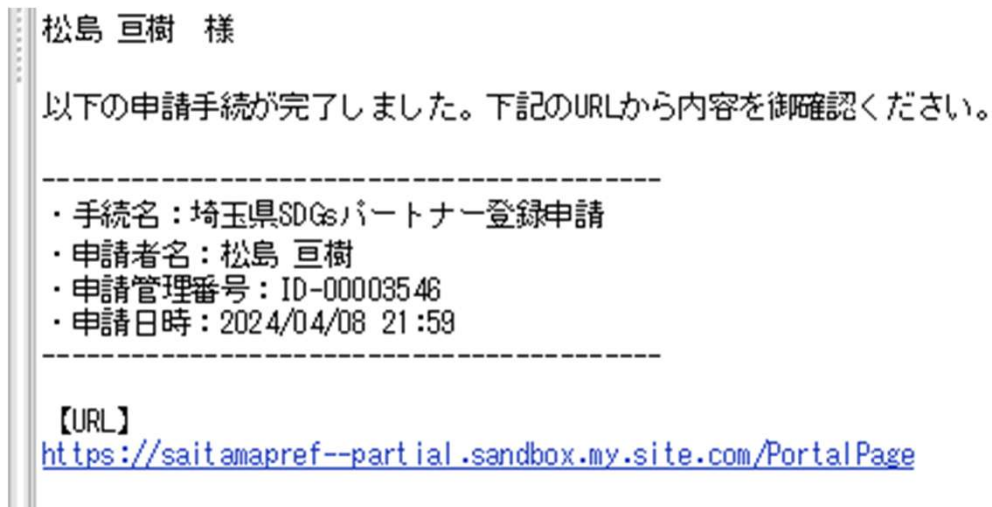 松島 亘樹　様
以下の申請手続が完了しました。下記のURLから内容を御確認ください。
-----------------------------------------
・手続名：埼玉県SDGsパートナー登録申請
・申請者名：松島 亘樹
・申請管理番号：ID-00003546
・申請日時：2024/04/08 21:59
-----------------------------------------
【URL】
https://saitamapref--partial.sandbox.my.site.com/PortalPage